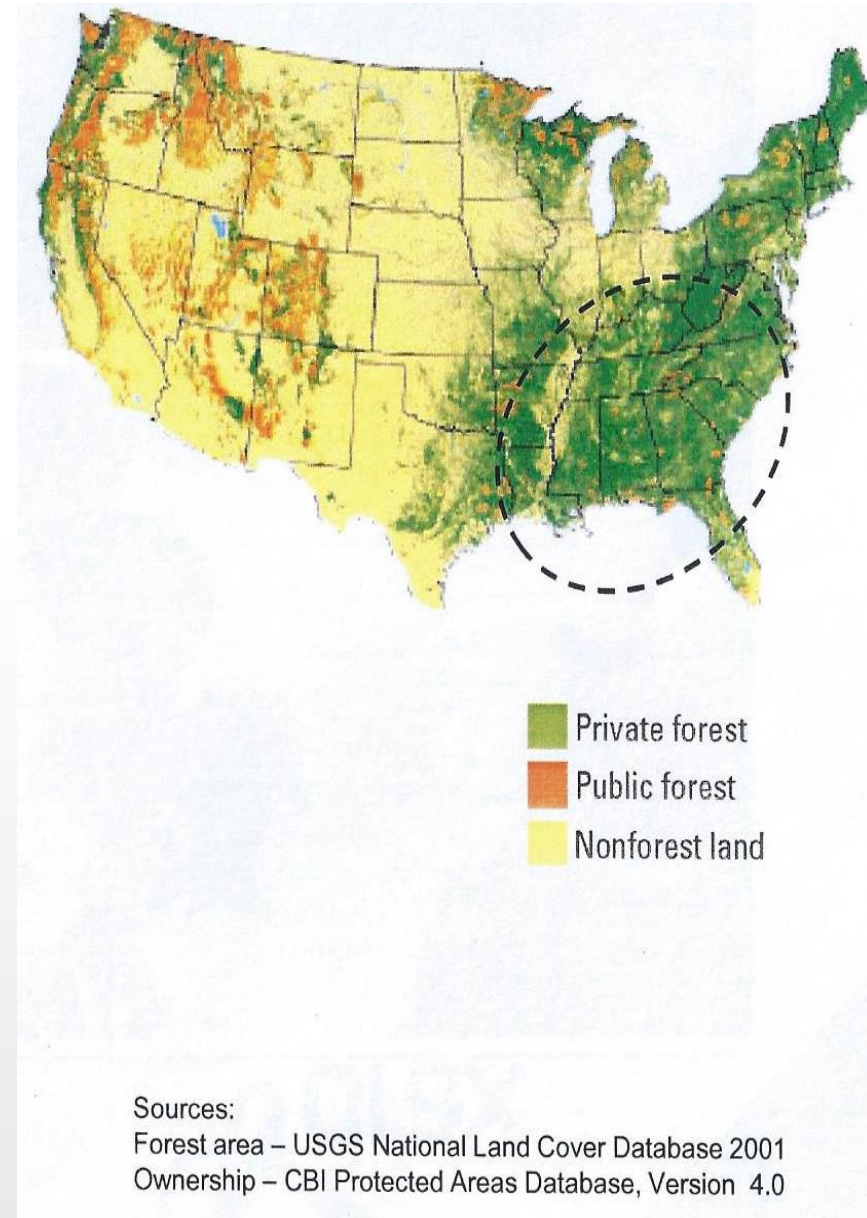 Private forest
Public forest
Nonforest land
Sources:
Forest area – USGS National Land Cover Database 2001
Ownership – CBI Protected Areas Database, Version 4.0